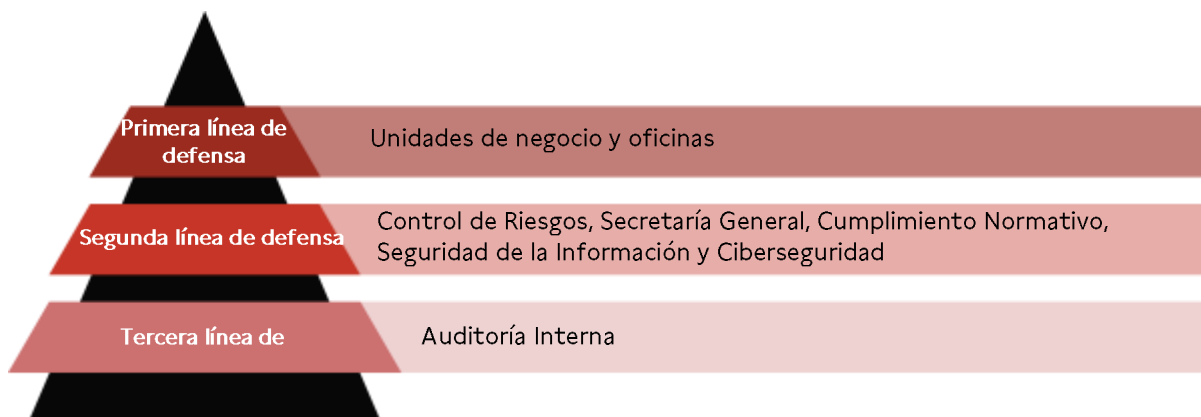 Primera línea de
defensa
Unidades de negocio y oficinas
Segunda línea de defensa
Control de Riesgos, Secretaría General, Cumplimiento Normativo,
Seguridad de la Información y Ciberseguridad
Tercera línea de
Auditoría Interna